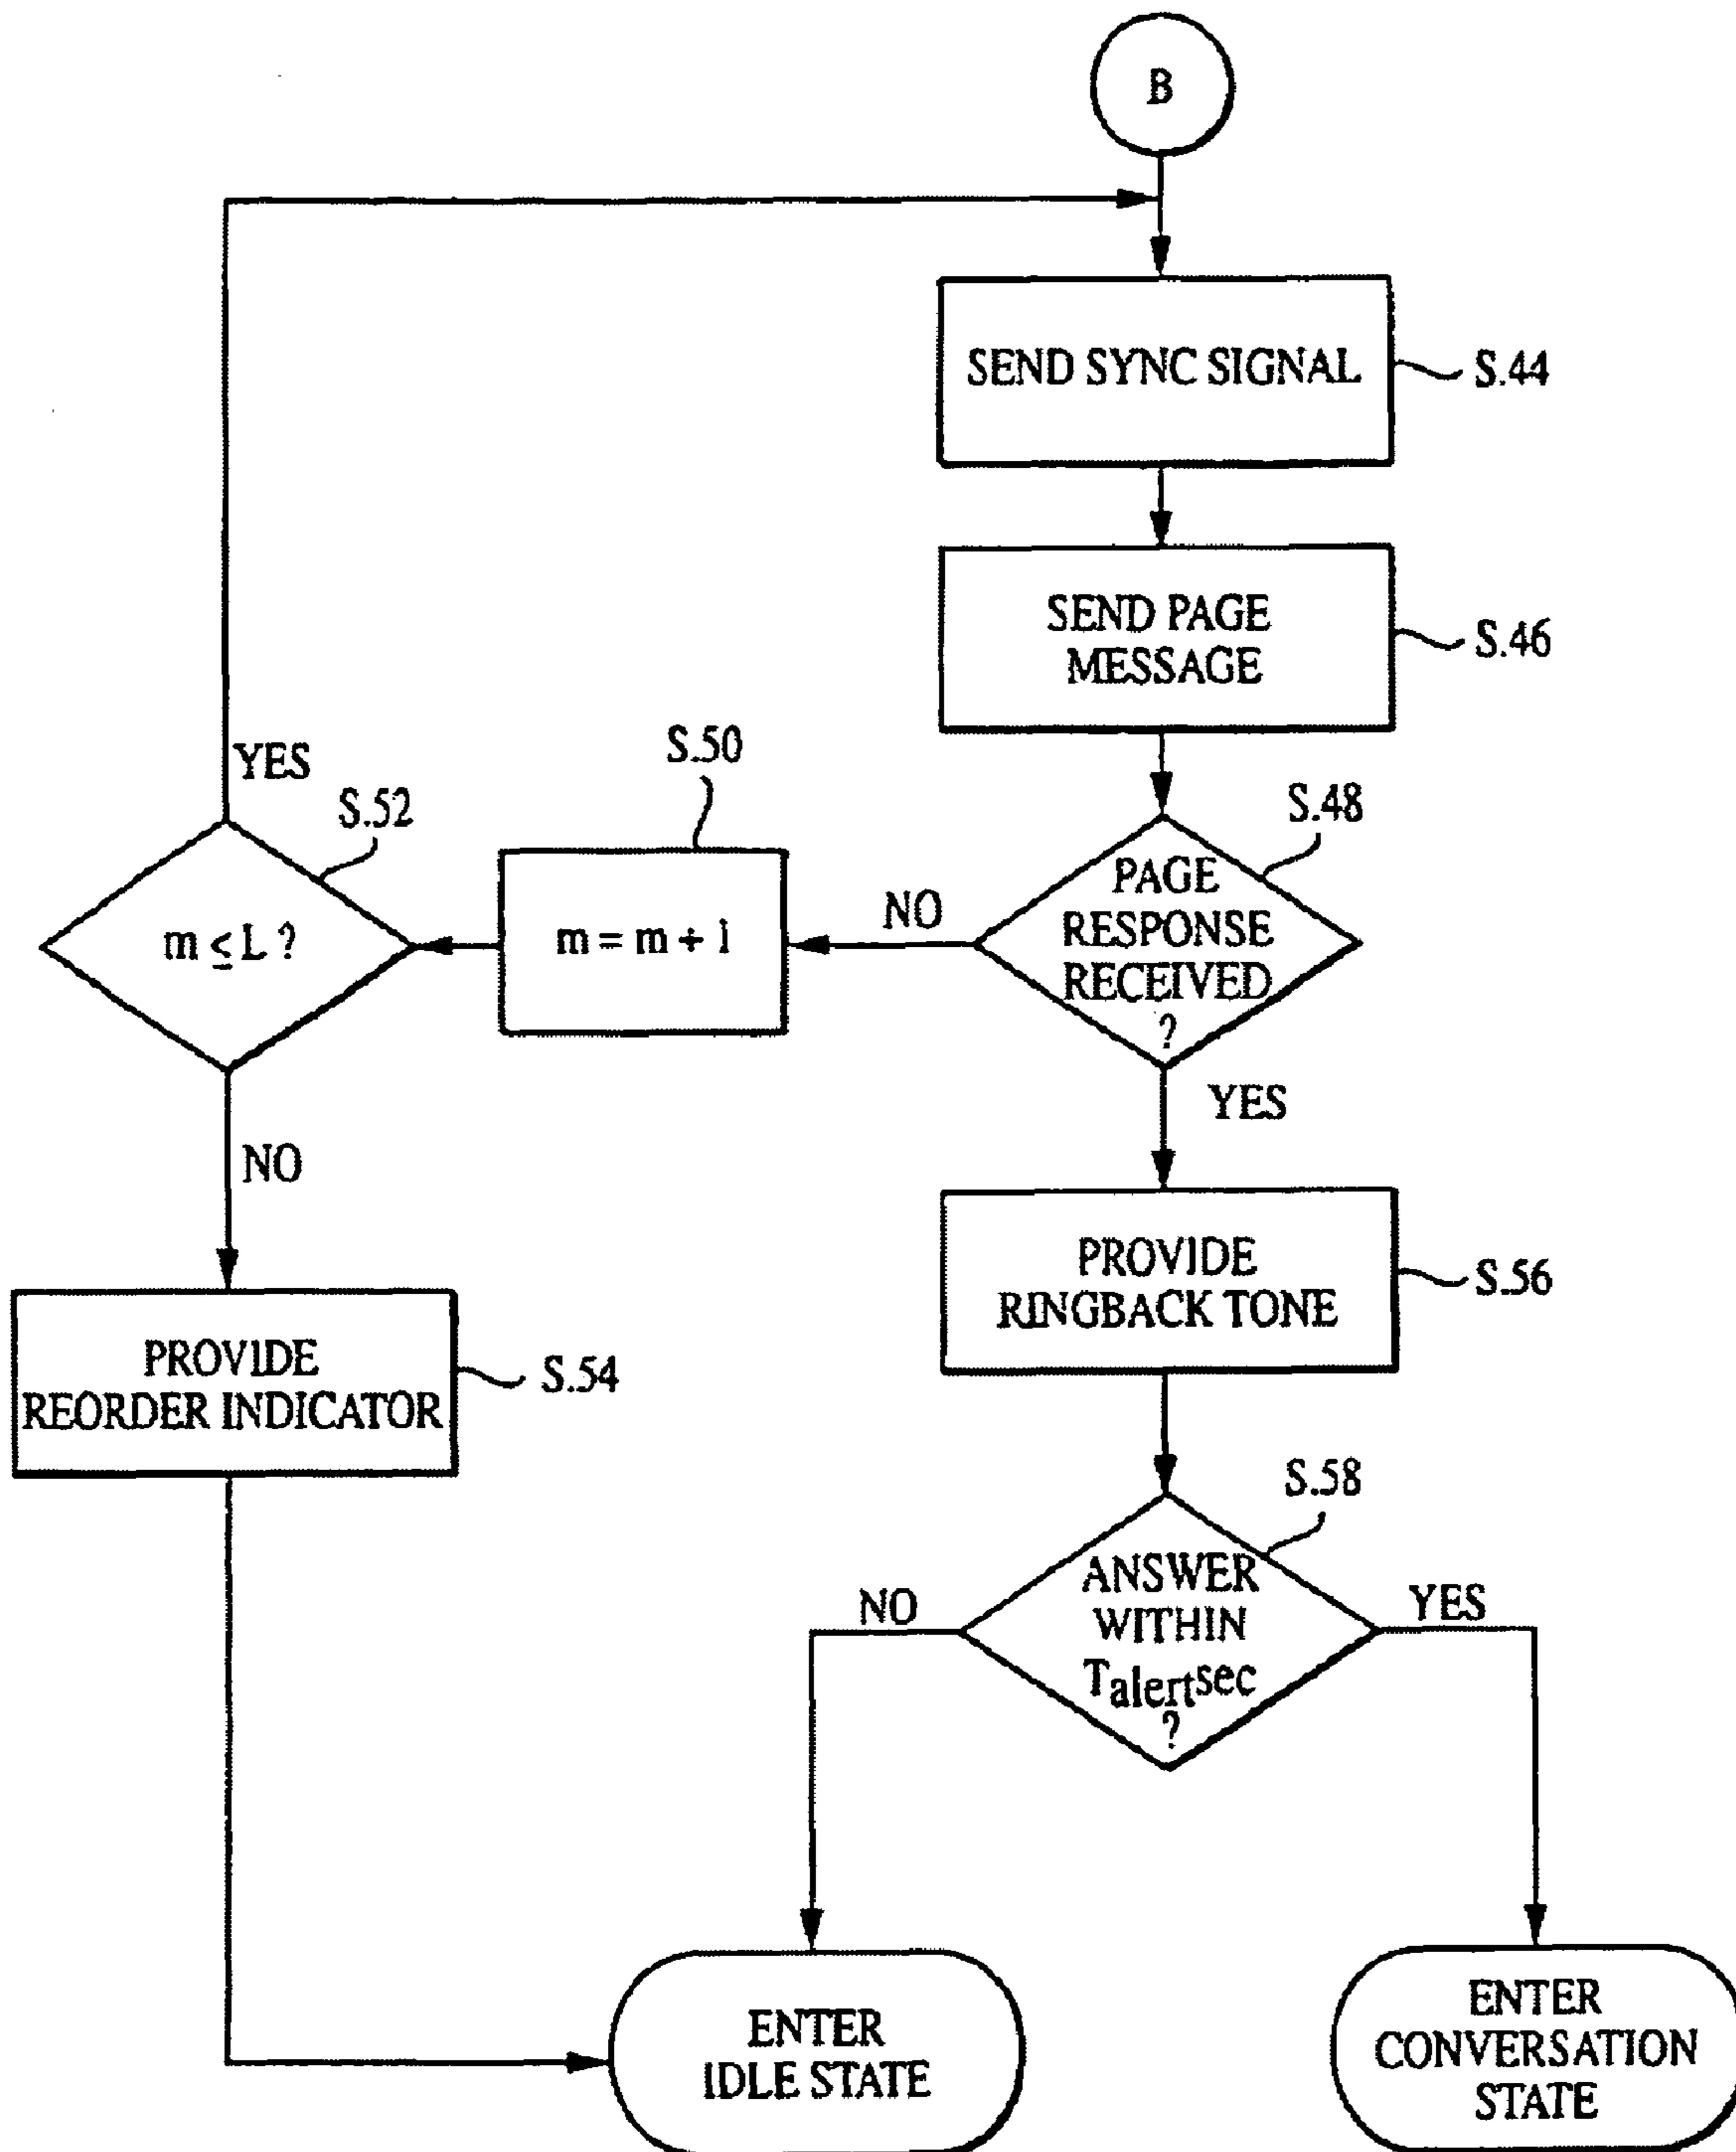 B
SEND SYNC SIGNAL
S.44
SEND PAGE
MESSAGE
S.46
S.48
PAGE
RESPONSE
RECEIVED
?
NO
YES
S.50
m = m + 1
S.52
m ≤ L ?
YES
NO
PROVIDE
REORDER INDICATOR
S.54
PROVIDE
RINGBACK TONE
S.56
S.58
ANSWER
WITHIN
Talertsec
?
NO
YES
ENTER
IDLE STATE
ENTER
CONVERSATION
STATE